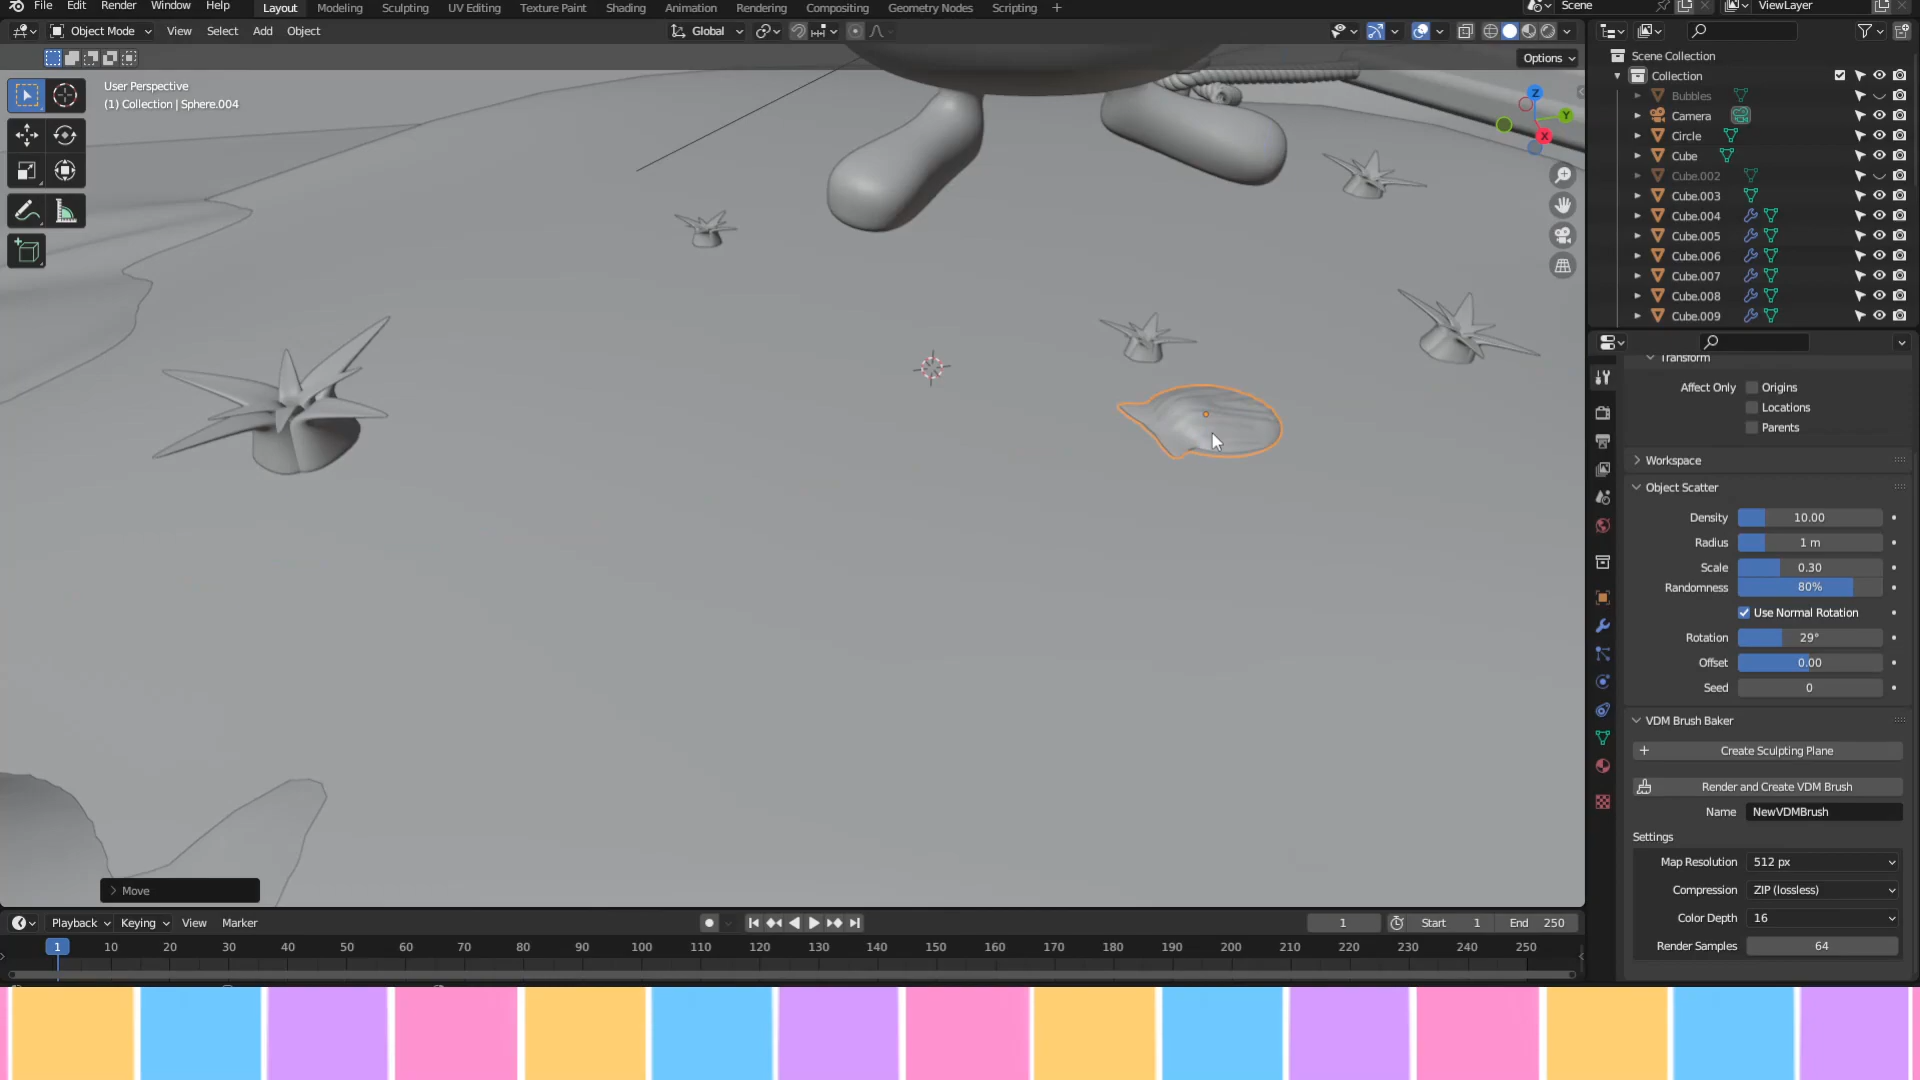 File Edit Render Window Help Layout Modeling Sculpting UV Editing Texture Paint Shading Animation Rendering Compositing Geometry Nodes Scripting + Scene ViewLayer
Object Mode View Select Add Object Global
Options
User Perspective
(1) Collection | Sphere.004
Z
Y
X
Scene Collection
Collection
Bubbles
Camera
Circle
Cube
Cube.002
Cube.003
Cube.004
Cube.005
Cube.006
Cube.007
Cube.008
Cube.009
Transform
Affect Only Origins
Locations
Parents
Workspace
Object Scatter
Density 10.00
Radius 1 m
Scale 0.30
Randomness 80%
Use Normal Rotation
Rotation 29°
Offset 0.00
Seed 0
VDM Brush Baker
Create Sculpting Plane
Render and Create VDM Brush
Name NewVDMBrush
Settings
Map Resolution 512 px
Compression ZIP (lossless)
Color Depth 16
Render Samples 64
Move
Playback Keying View Marker 1 Start 1 End 250
1 10 20 30 40 50 60 70 80 90 100 110 120 130 140 150 160 170 180 190 200 210 220 230 240 250